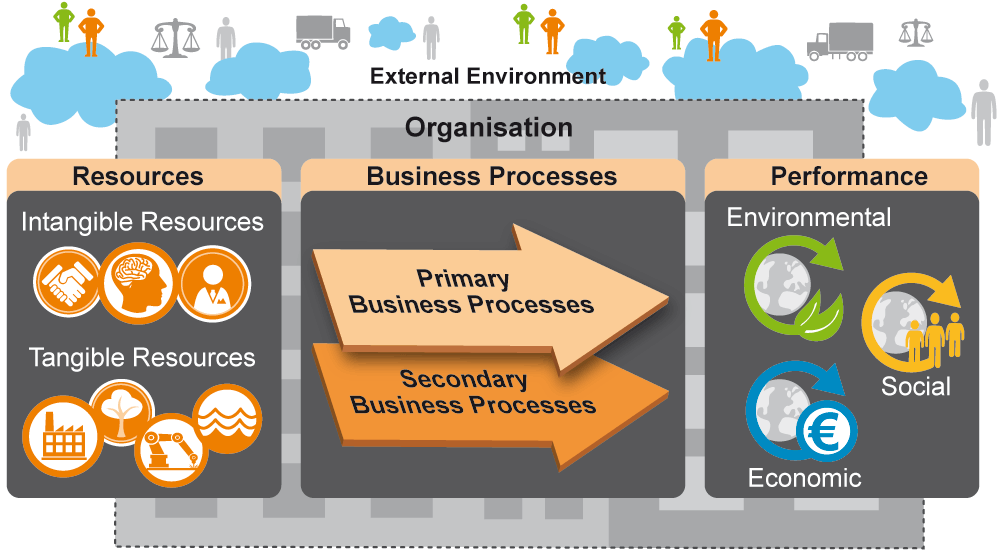 External Environment
Organisation
Resources
Intangible Resources
Tangible Resources
Business Processes
Primary
Business Processes
Secondary
Business Processes
Performance
Environmental
Social
€
Economic